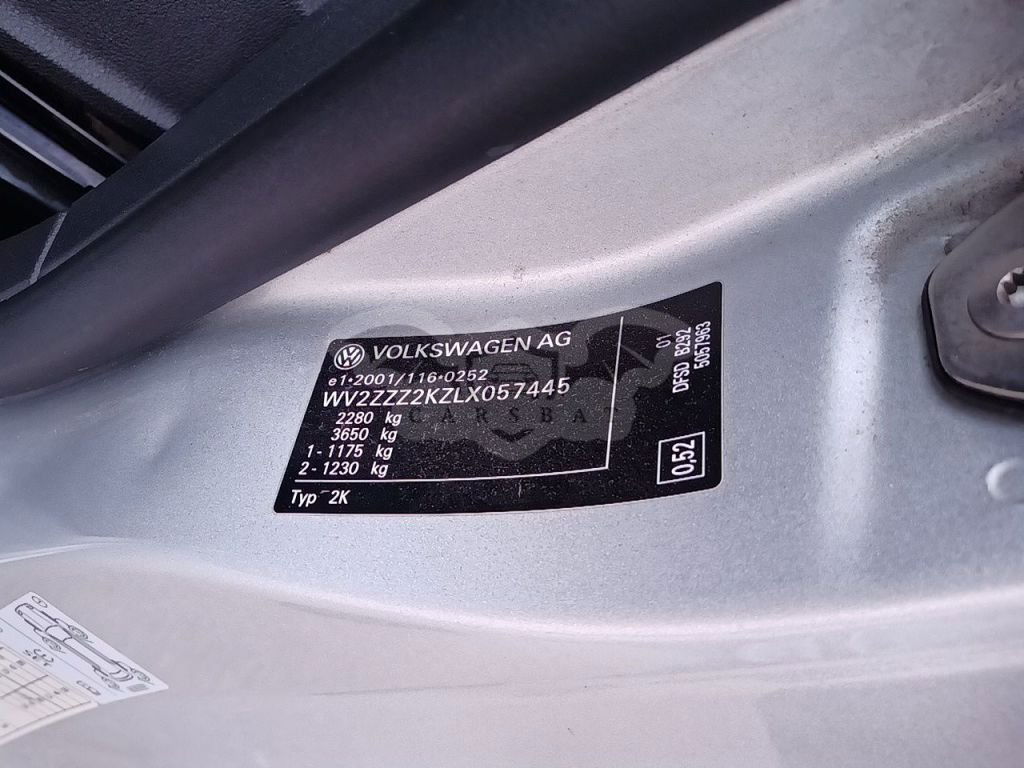 VOLKSWAGEN AG
e1*2001/116*0252
WV2ZZZ2KZLX057445
2280 kg
3650 kg
1 - 1175 kg
2 - 1230 kg
Typ 2K
01
DFSD B292
5057963
0,52
CARSBAT